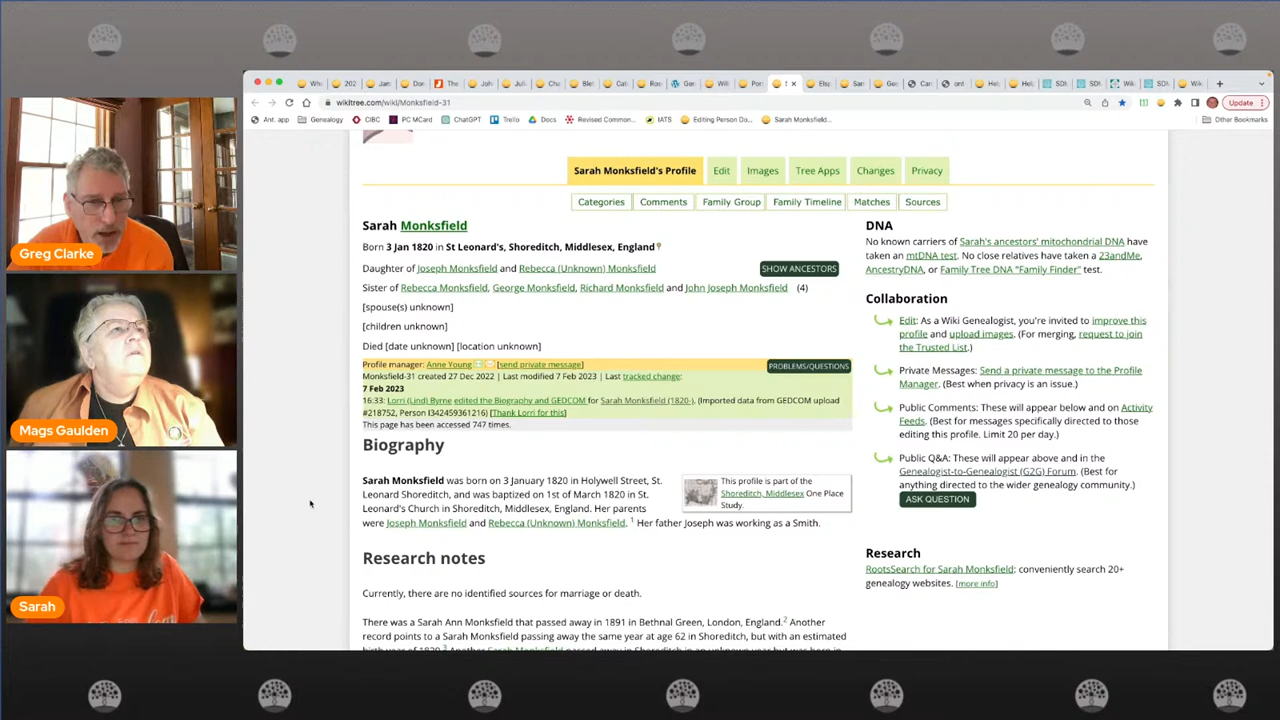 Greg Clarke
Mags Gaulden
Sarah
Update
wikitree.com/wiki/Monksfield-31
Ant. app
Genealogy
CIBC
PC MCard
ChatGPT
Trello
Docs
Revised Common...
IATS
Editing Person Do...
Sarah Monksfield...
Other Bookmarks
Sarah Monksfield's Profile
Edit
Images
Tree Apps
Changes
Privacy
Categories
Comments
Family Group
Family Timeline
Matches
Sources
Sarah Monksfield
Born 3 Jan 1820 in St Leonard's, Shoreditch, Middlesex, England
Daughter of Joseph Monksfield and Rebecca (Unknown) Monksfield
SHOW ANCESTORS
Sister of Rebecca Monksfield, George Monksfield, Richard Monksfield and John Joseph Monksfield (4)
[spouse(s) unknown]
[children unknown]
Died [date unknown] [location unknown]
Profile manager: Anne Young [send private message]
PROBLEMS/QUESTIONS
Monksfield-31 created 27 Dec 2022 | Last modified 7 Feb 2023 | Last tracked change:
7 Feb 2023
16:33: Lorri (Lind) Byrne edited the Biography and GEDCOM for Sarah Monksfield (1820-). (Imported data from GEDCOM upload
#218752, Person I342459361216) [Thank Lorri for this]
This page has been accessed 747 times.
Biography
Sarah Monksfield was born on 3 January 1820 in Holywell Street, St.
Leonard Shoreditch, and was baptized on 1st of March 1820 in St.
Leonard's Church in Shoreditch, Middlesex, England. Her parents
were Joseph Monksfield and Rebecca (Unknown) Monksfield. 1 Her father Joseph was working as a Smith.
This profile is part of the
Shoreditch, Middlesex One Place
Study.
Research notes
Currently, there are no identified sources for marriage or death.
There was a Sarah Ann Monksfield that passed away in 1891 in Bethnal Green, London, England.2 Another
record points to a Sarah Monksfield passing away the same year at age 62 in Shoreditch, but with an estimated
DNA
No known carriers of Sarah's ancestors' mitochondrial DNA have
taken an mtDNA test. No close relatives have taken a 23andMe,
AncestryDNA, or Family Tree DNA "Family Finder" test.
Collaboration
Edit: As a Wiki Genealogist, you're invited to improve this
profile and upload images. (For merging, request to join
the Trusted List.)
Private Messages: Send a private message to the Profile
Manager. (Best when privacy is an issue.)
Public Comments: These will appear below and on Activity
Feeds. (Best for messages specifically directed to those
editing this profile. Limit 20 per day.)
Public Q&A: These will appear above and in the
Genealogist-to-Genealogist (G2G) Forum. (Best for
anything directed to the wider genealogy community.)
ASK QUESTION
Research
RootsSearch for Sarah Monksfield: conveniently search 20+
genealogy websites. [more info]